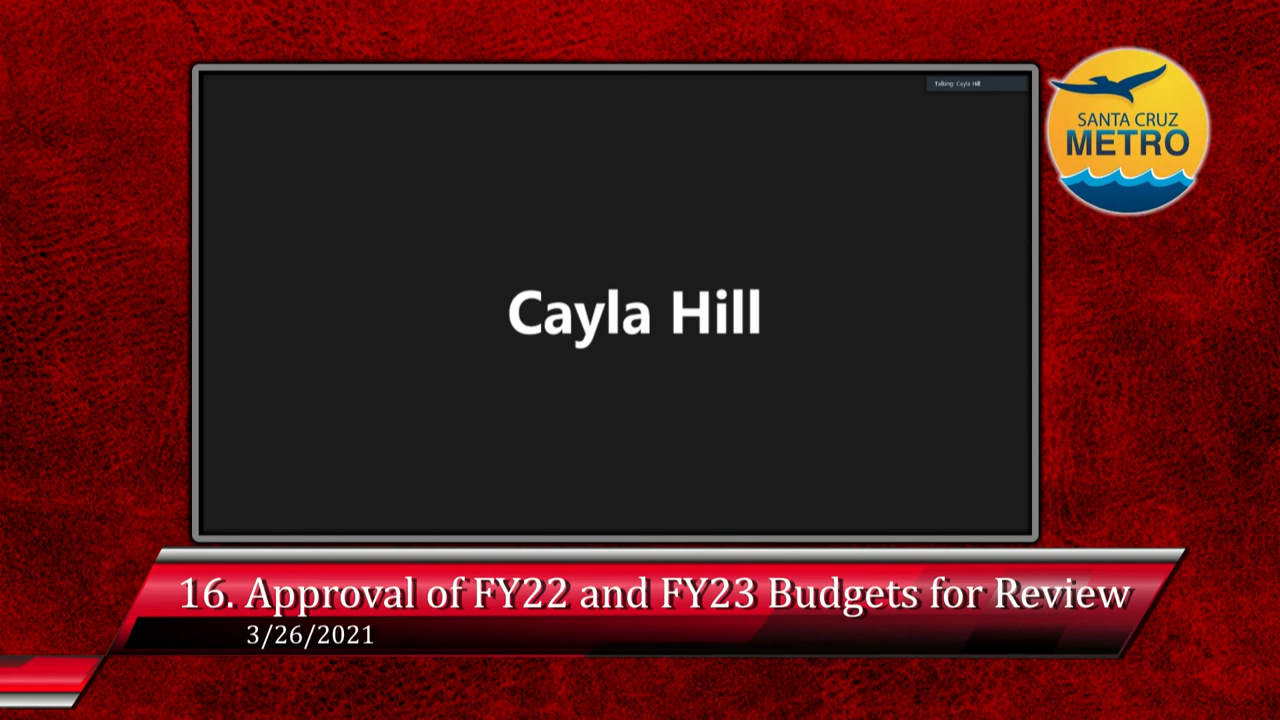 Talking: Cayla Hill
SANTA CRUZ
METRO
Cayla Hill
16. Approval of FY22 and FY23 Budgets for Review
3/26/2021